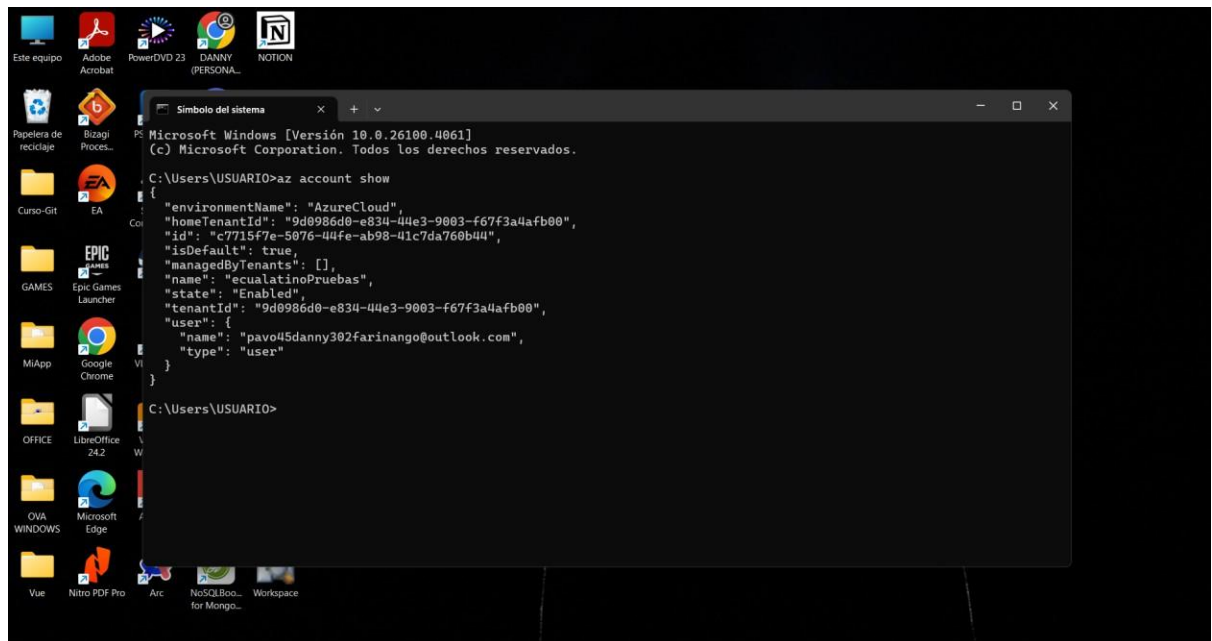 Este equipo
Adobe
Acrobat
PowerDVD 23
DANNY
(PERSONA...
NOTION
Papelera de
reciclaje
Bizagi
Proces...
PS
Curso-Git
EA
GAMES
Epic Games
Launcher
MiApp
Google
Chrome
OFFICE
LibreOffice
24.2
OVA
WINDOWS
Microsoft
Edge
Vue
Nitro PDF Pro
Arc
NoSQLBoo...
for Mongo...
Workspace
Símbolo del sistema
Microsoft Windows [Versión 10.0.26100.4061]
(c) Microsoft Corporation. Todos los derechos reservados.
C:\Users\USUARIO>az account show
{
"environmentName": "AzureCloud",
"homeTenantId": "9d0986d0-e834-44e3-9003-f67f3a4afb00",
"id": "c7715f7e-5076-44fe-ab98-41c7da760b44",
"isDefault": true,
"managedByTenants": [],
"name": "ecualatinoPruebas",
"state": "Enabled",
"tenantId": "9d0986d0-e834-44e3-9003-f67f3a4afb00",
"user": {
"name": "pavo45danny302farinango@outlook.com",
"type": "user"
}
}
C:\Users\USUARIO>